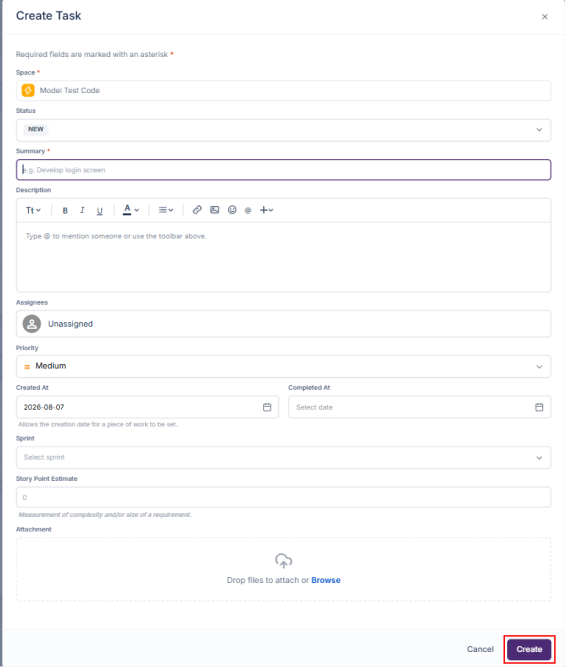 Create Task
Required fields are marked with an asterisk *
Space *
Model Test Code
Status
NEW
Summary *
e.g. Develop login screen
Description
Tt B I U A @ +
Type @ to mention someone or use the toolbar above.
Assignees
Unassigned
Priority
= Medium
Created At Completed At
2026-08-07 Select date
Allows the creation date for a piece of work to be set.
Sprint
Select sprint
Story Point Estimate
0
Measurement of complexity and/or size of a requirement.
Attachment
Drop files to attach or Browse
Cancel Create